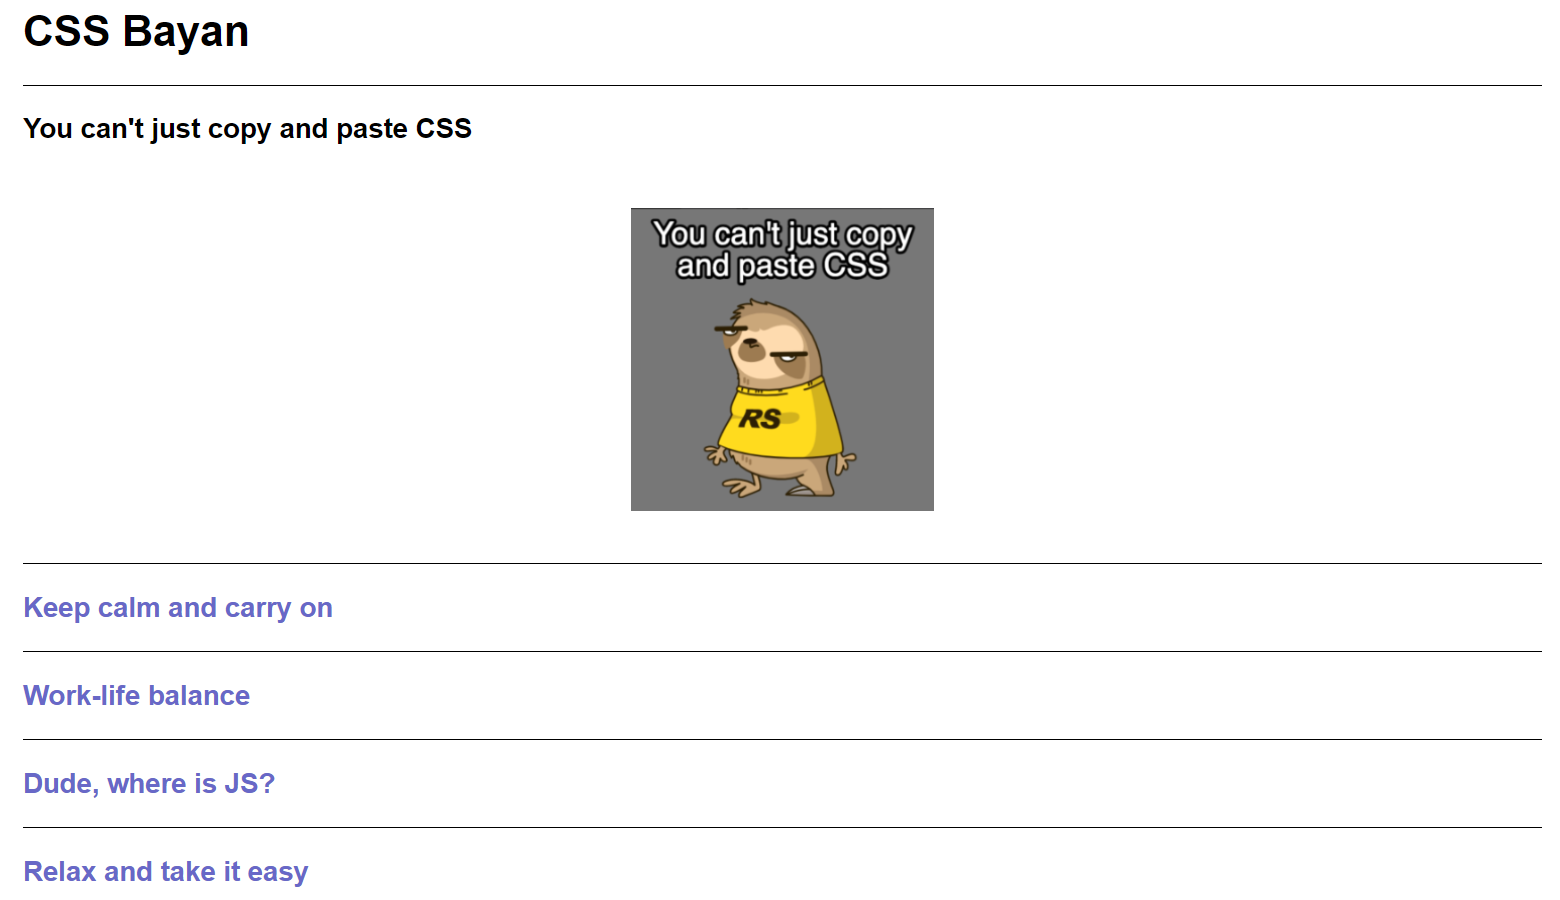 CSS Bayan
You can't just copy and paste CSS
You can't just copy
and paste CSS
RS
Keep calm and carry on
Work-life balance
Dude, where is JS?
Relax and take it easy